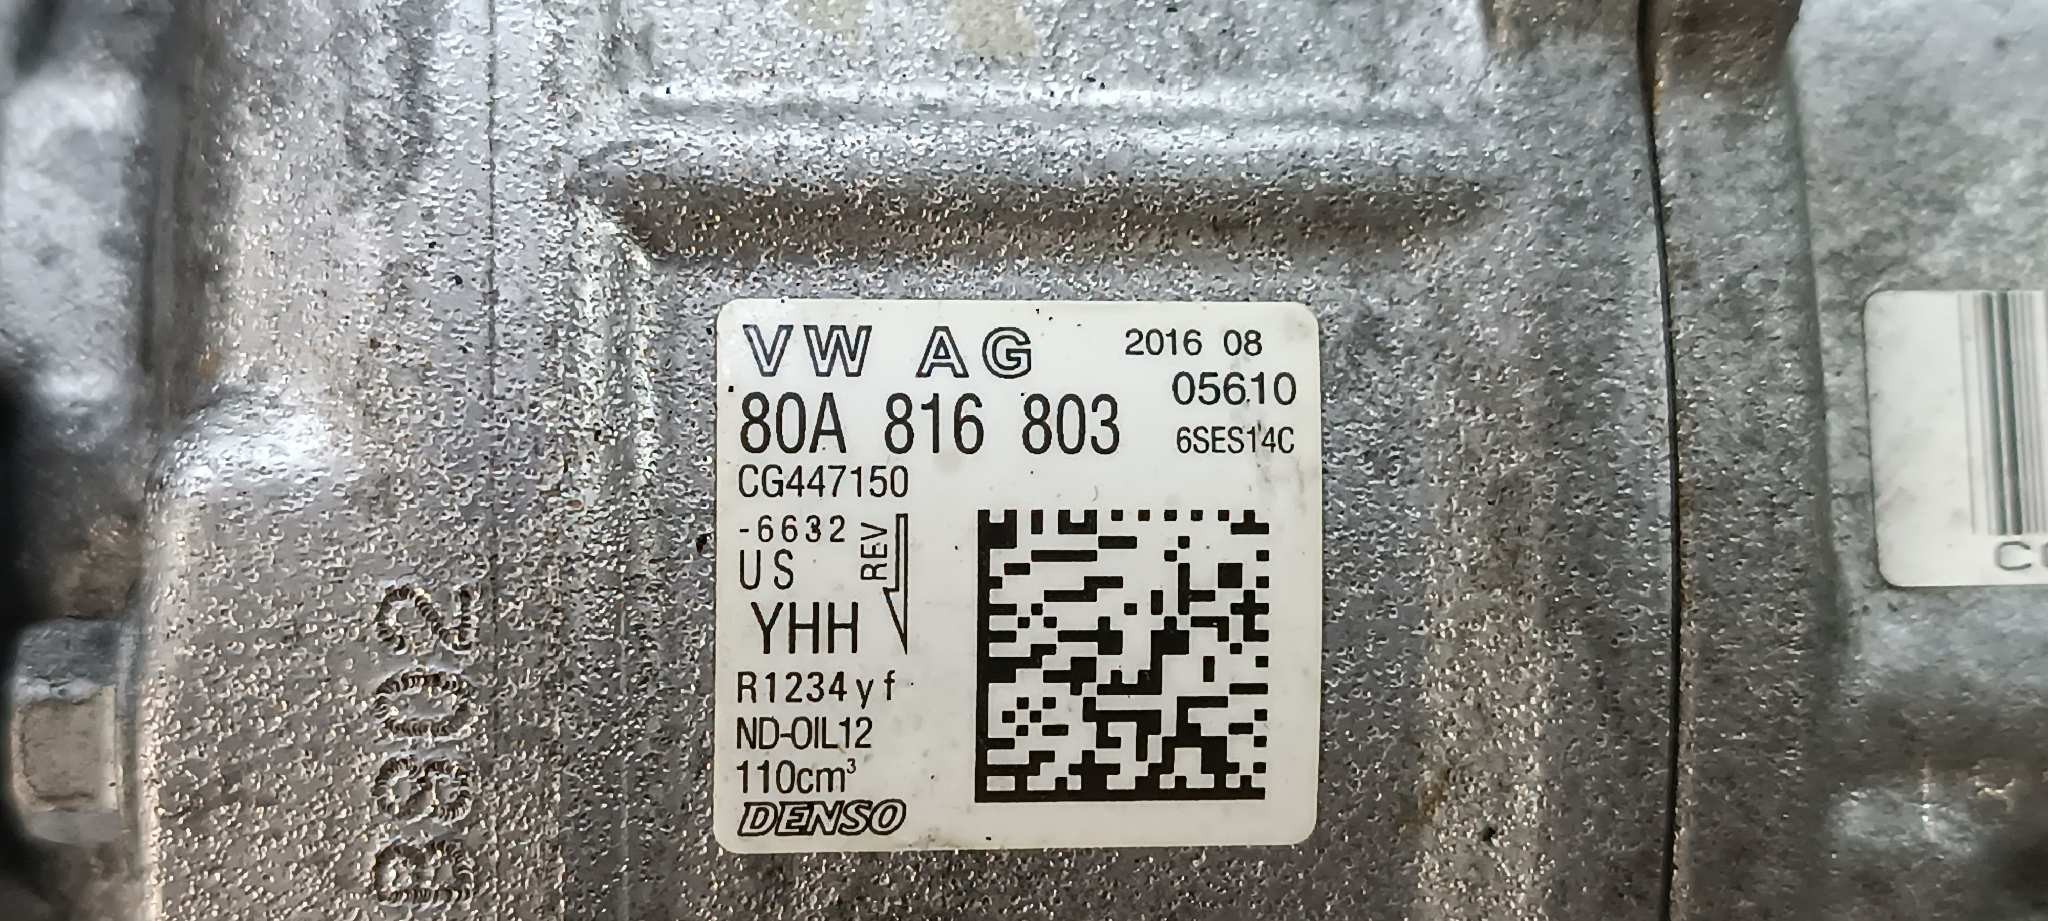 VW AG 2016 08
05610
80A 816 803 6SES14C
CG447150
-6632
US
REV
YHH
R1234yf
ND-OIL12
110cm³
DENSO